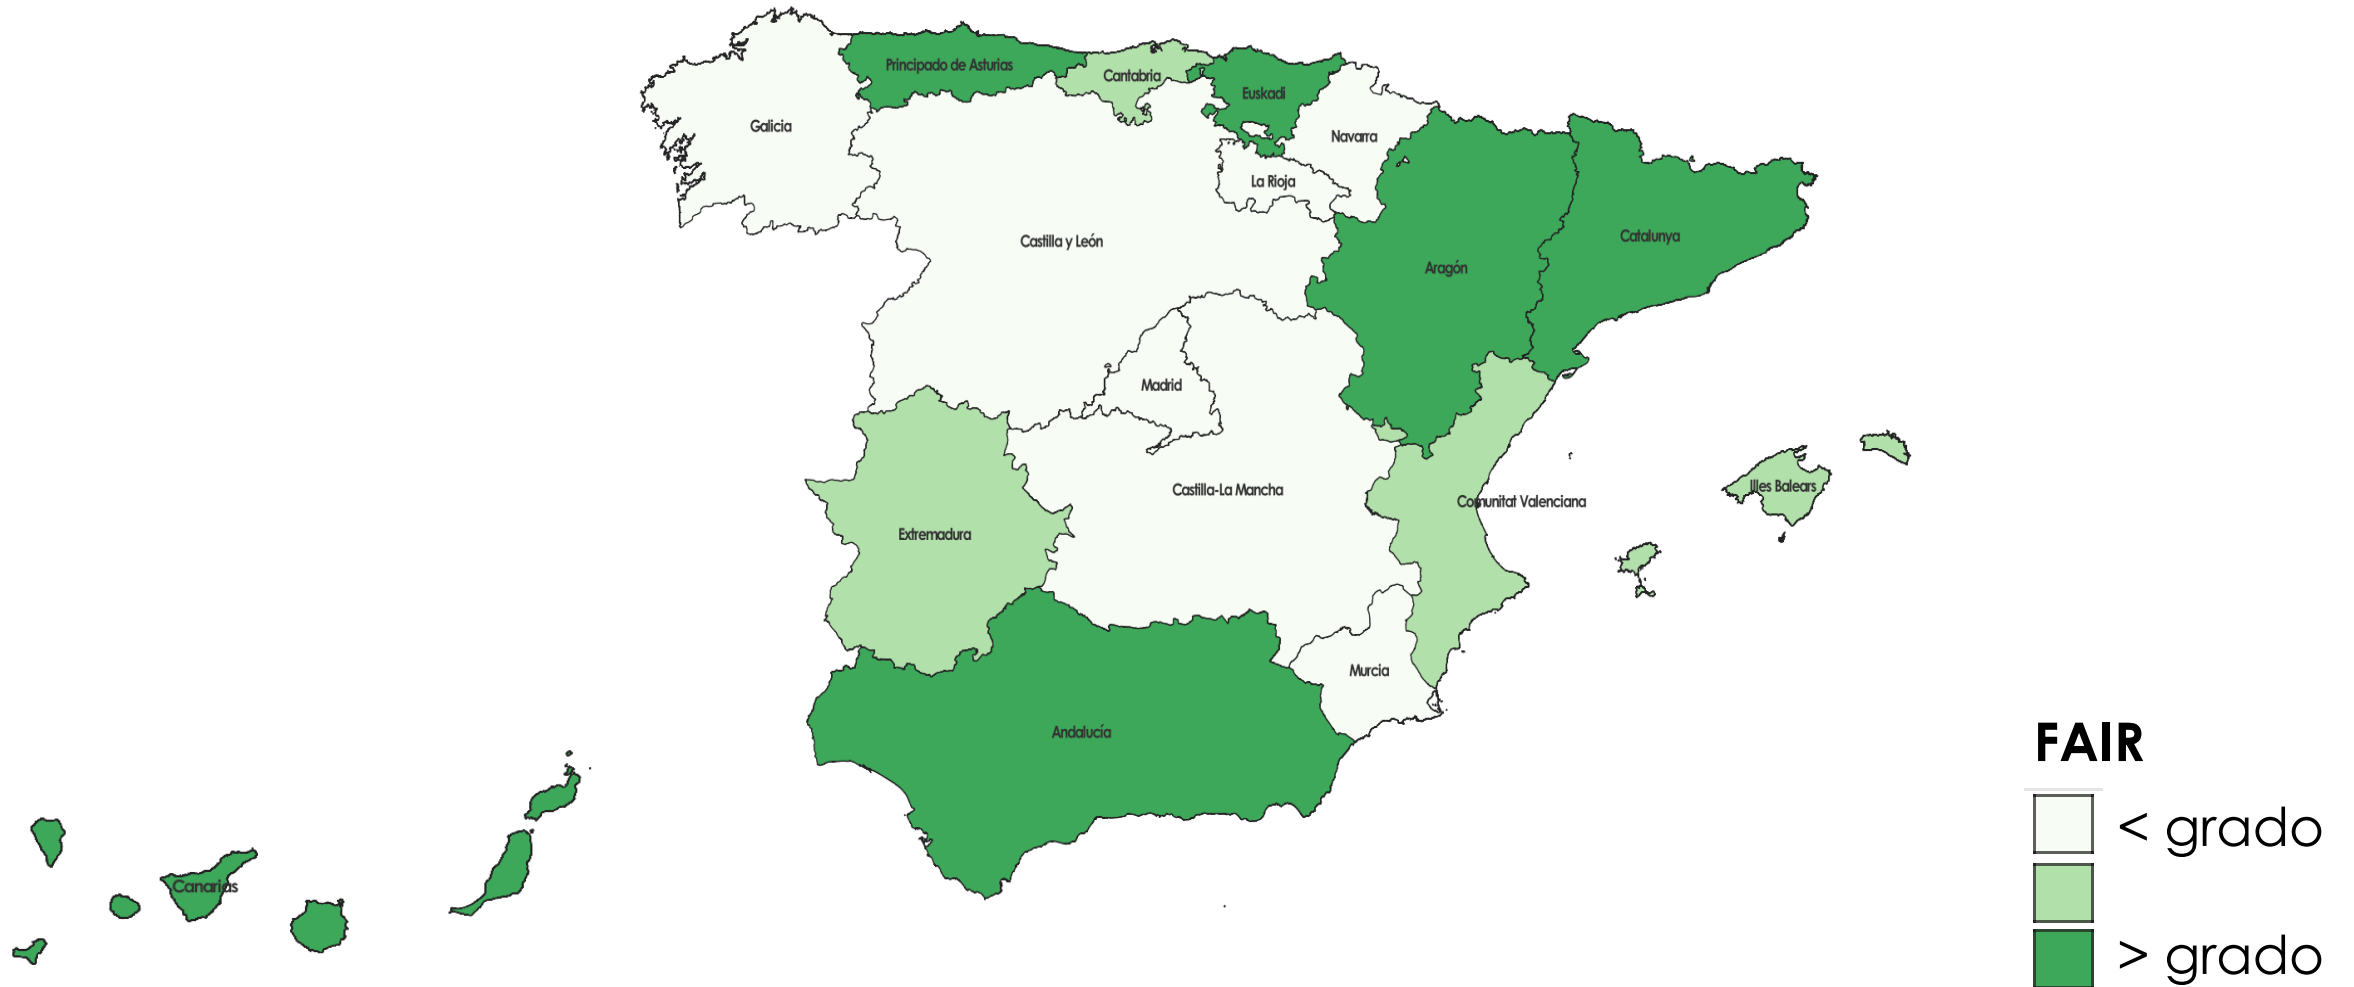 Principado de Asturias
Cantabria
Euskadi
Galicia
Navarra
La Rioja
Castilla y León
Catalunya
Aragón
Madrid
Castilla-La Mancha
Comunitat Valenciana
Illes Balears
Extremadura
Murcia
Andalucía
Canarias
FAIR
< grado
> grado